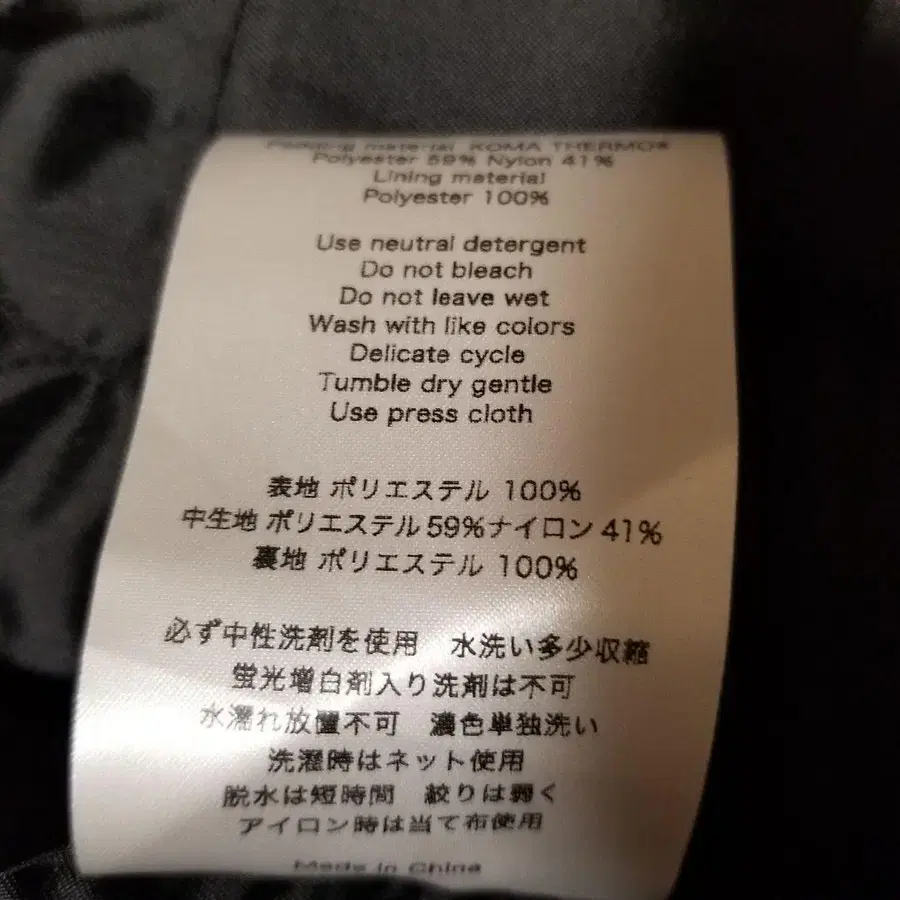 Padding material KOMA THERMO®
Polyester 59% Nylon 41%
Lining material
Polyester 100%
Use neutral detergent
Do not bleach
Do not leave wet
Wash with like colors
Delicate cycle
Tumble dry gentle
Use press cloth
表地 ポリエステル 100%
中生地 ポリエステル59%ナイロン41%
裏地 ポリエステル 100%
必ず中性洗剤を使用　水洗い多少収縮
蛍光増白剤入り洗剤は不可
水濡れ放置不可　濃色単独洗い
洗濯時はネット使用
脱水は短時間　絞りは弱く
アイロン時は当て布使用
Made in China